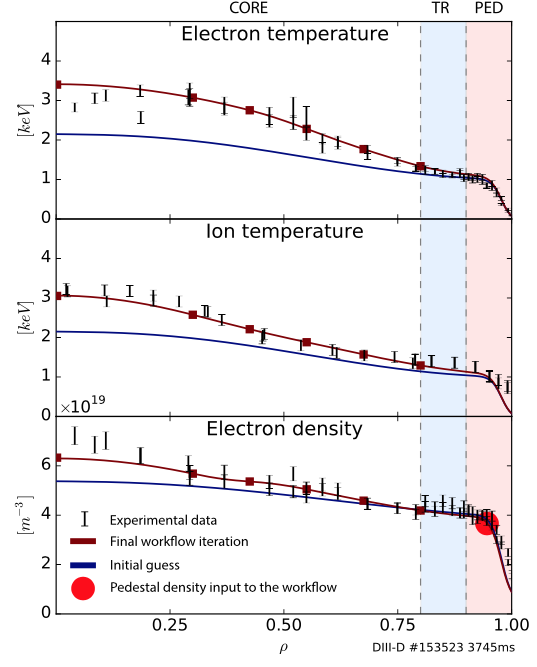 CORE TR PED
Electron temperature
4
3
2
1
0
[keV]
Ion temperature
4
3
2
1
0
[keV]
×10¹⁹
Electron density
6
4
2
0
[m⁻³]
Experimental data
Final workflow iteration
Initial guess
Pedestal density input to the workflow
0.25 0.50 0.75 1.00
ρ
DIII-D #153523 3745ms